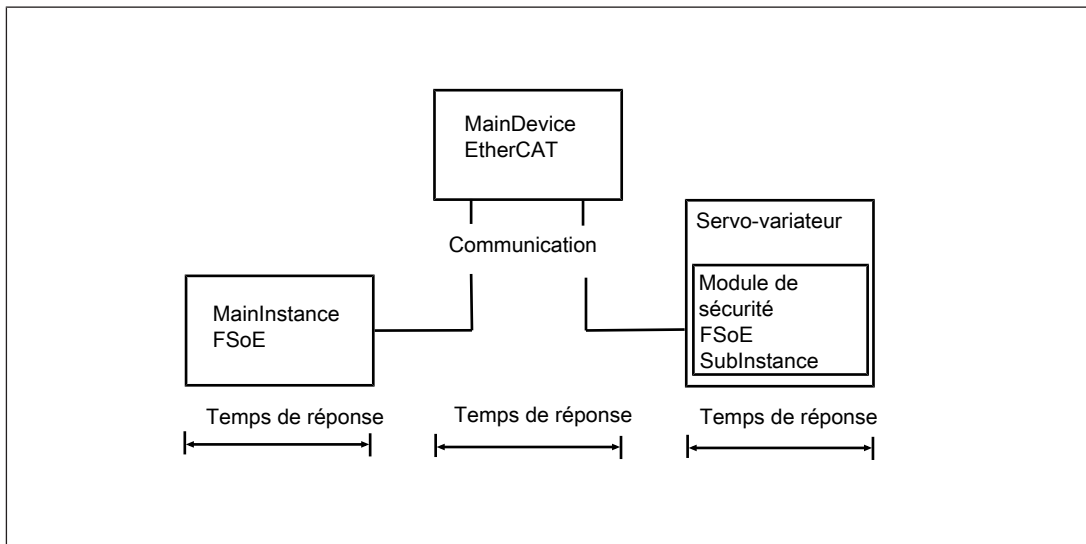 MainDevice
EtherCAT
Communication
Servo-variateur
Module de
sécurité
FSoE
SubInstance
MainInstance
FSoE
Temps de réponse
Temps de réponse
Temps de réponse